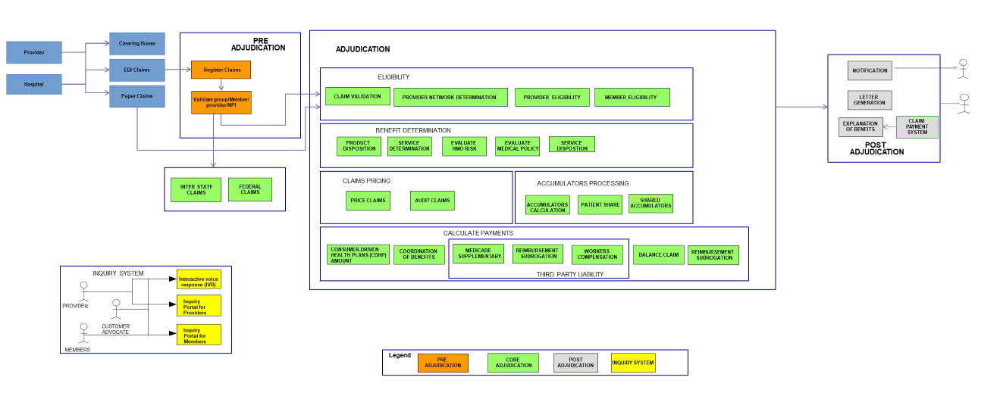 Provider
Hospital
Clearing House
EDI Claims
Paper Claims
PRE
ADJUDICATION
Register Claims
Validate group/Member/
provider/NPI
INTER STATE
CLAIMS
FEDERAL
CLAIMS
ADJUDICATION
ELIGIBILITY
CLAIM VALIDATION
PROVIDER NETWORK DETERMINATION
PROVIDER ELIGIBILITY
MEMBER ELIGIBILITY
BENEFIT DETERMINATION
PRODUCT
DISPOSITION
SERVICE
DETERMINATION
EVALUATE
HMO RISK
EVALUATE
MEDICAL POLICY
SERVICE
DISPOSTION
CLAIMS PRICING
PRICE CLAIMS
AUDIT CLAIMS
ACCUMULATORS PROCESSING
ACCUMULATORS
CALCULATION
PATIENT SHARE
SHARED
ACCUMULATORS
CALCULATE PAYMENTS
CONSUMER-DRIVEN
HEALTH PLANS (CDHP)
AMOUNT
COORDINATION
OF BENEFITS
MEDICARE
SUPPLEMENTARY
REIMBURSEMENT
SUBROGATION
WORKERS
COMPENSATION
THIRD PARTY LIABILITY
BALANCE CLAIM
REIMBURSEMENT
SUBROGATION
NOTIFICATION
LETTER
GENERATION
EXPLANATION
OF BENFITS
CLAIM
PAYMENT
SYSTEM
POST
ADJUDICATION
INQUIRY SYSTEM
PROVIDER
CUSTOMER
ADVOCATE
MEMBERS
Interactive voice
response (IVR)
Inquiry
Portal for
Providers
Inquiry
Portal for
Members
Legend
PRE
ADJUDICATION
CORE
ADJUDICATION
POST
ADJUDICATION
INQUIRY SYSTEM